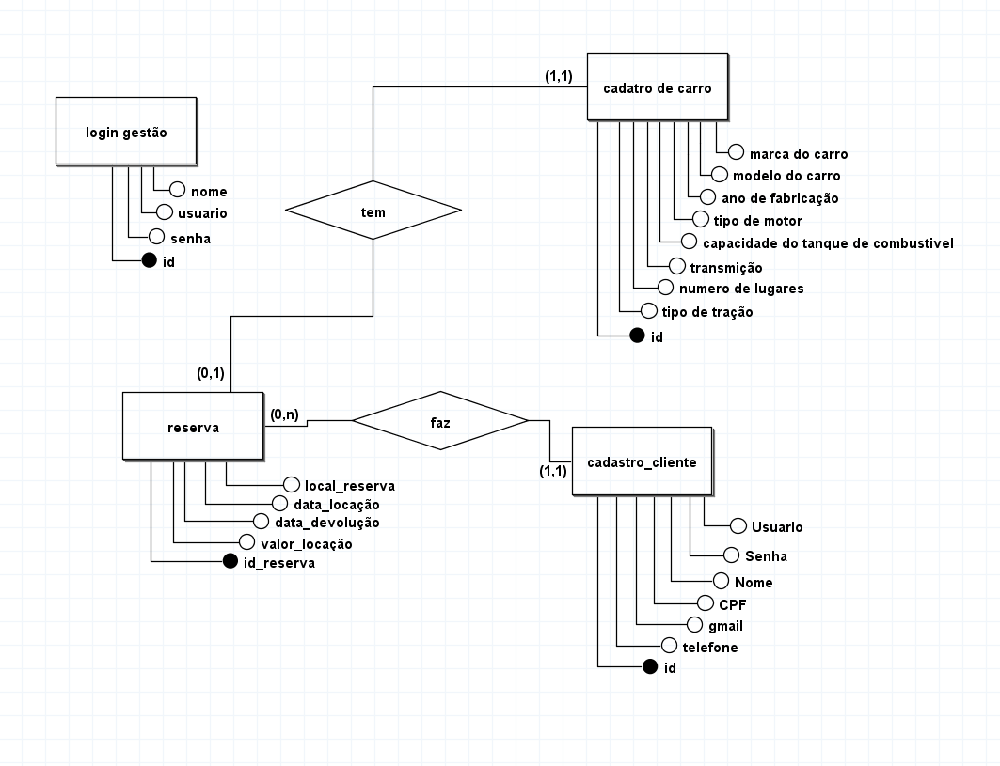 login gestão
nome
usuario
senha
id
(1,1)
cadatro de carro
marca do carro
modelo do carro
ano de fabricação
tipo de motor
capacidade do tanque de combustivel
transmição
numero de lugares
tipo de tração
id
tem
(0,1)
reserva
(0,n)
faz
(1,1)
cadastro_cliente
local_reserva
data_locação
data_devolução
valor_locação
id_reserva
Usuario
Senha
Nome
CPF
gmail
telefone
id